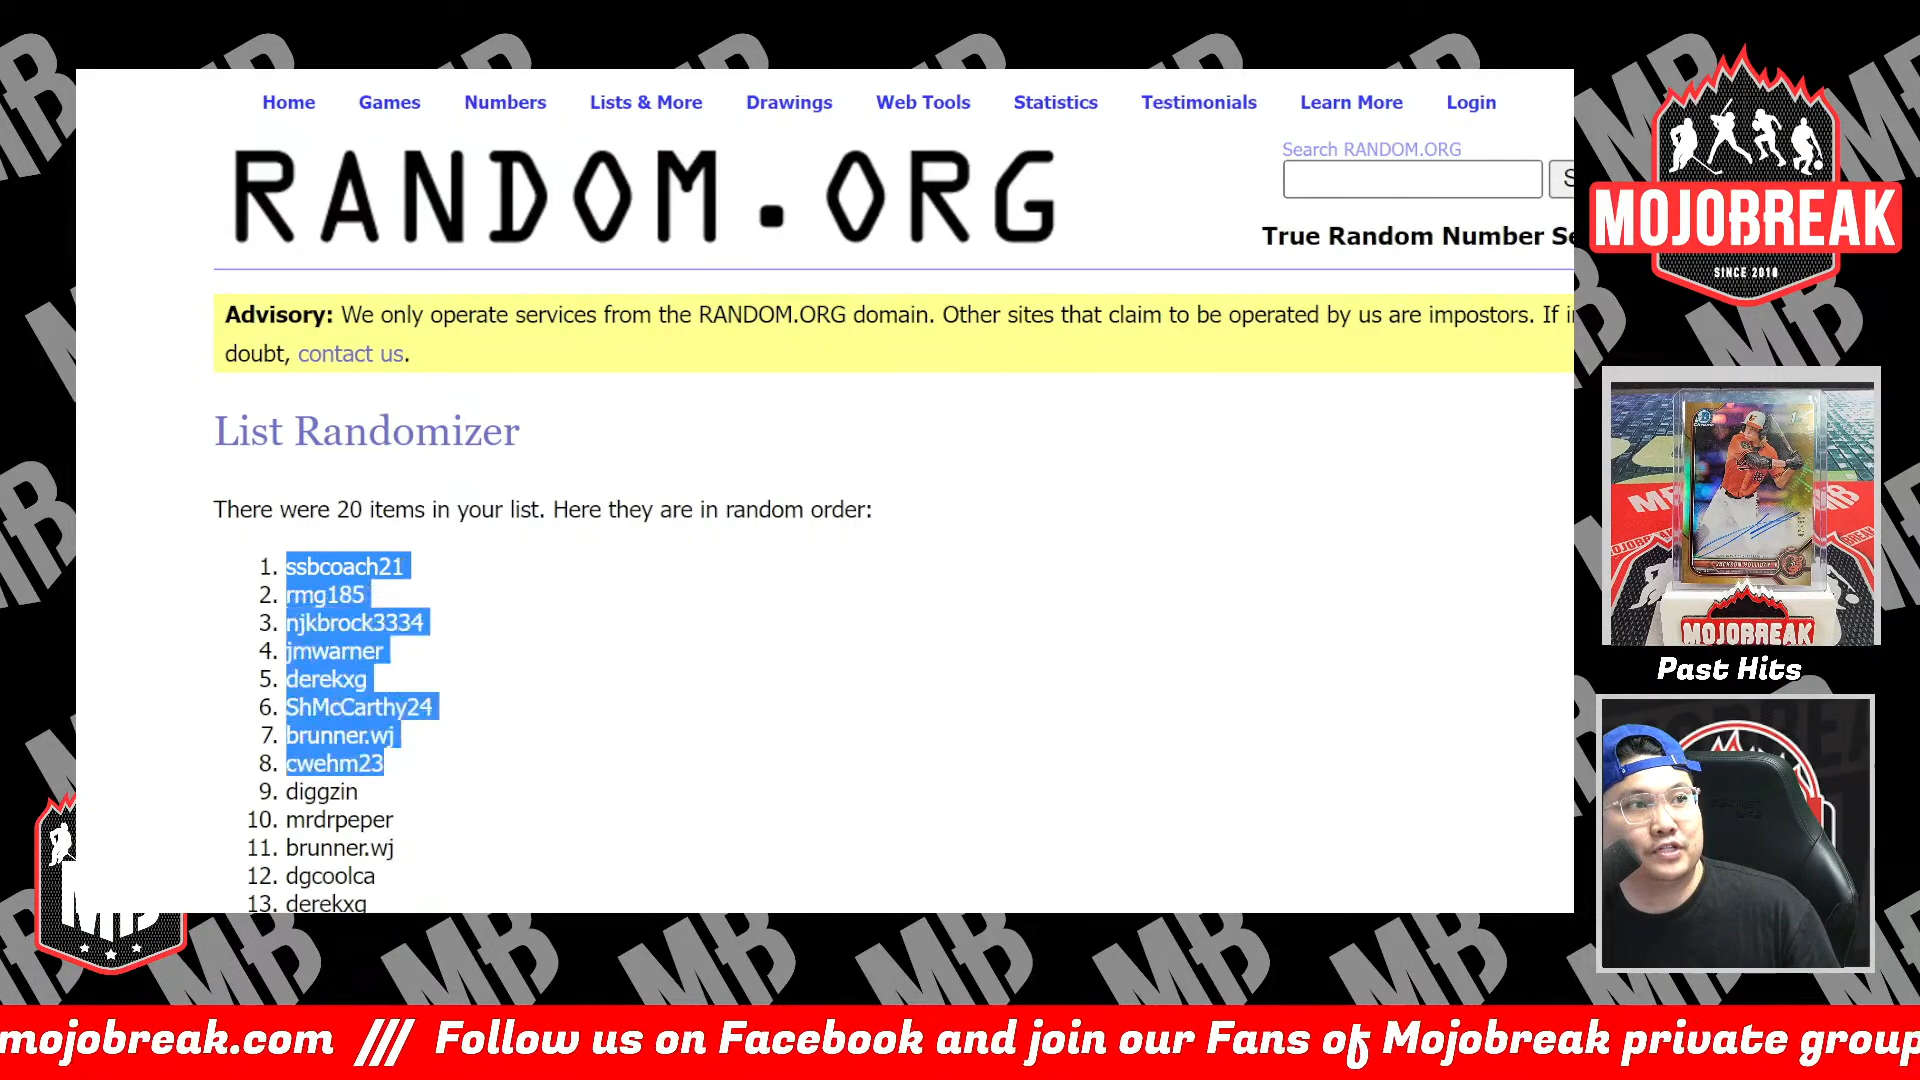 Home Games Numbers Lists & More Drawings Web Tools Statistics Testimonials Learn More Login
RANDOM.ORG
Search RANDOM.ORG
True Random Number Se
Advisory: We only operate services from the RANDOM.ORG domain. Other sites that claim to be operated by us are impostors. If in
doubt, contact us.
List Randomizer
There were 20 items in your list. Here they are in random order:
1. ssbcoach21
2. rmg185
3. njkbrock3334
4. jmwarner
5. derekxg
6. ShMcCarthy24
7. brunner.wj
8. cwehm23
9. diggzin
10. mrdrpeper
11. brunner.wj
12. dgcoolca
13. derekxg
MOJOBREAK
SINCE 2010
JACKSON HOLLIDAY
MOJOBREAK
Past Hits
mojobreak.com /// Follow us on Facebook and join our Fans of Mojobreak private group